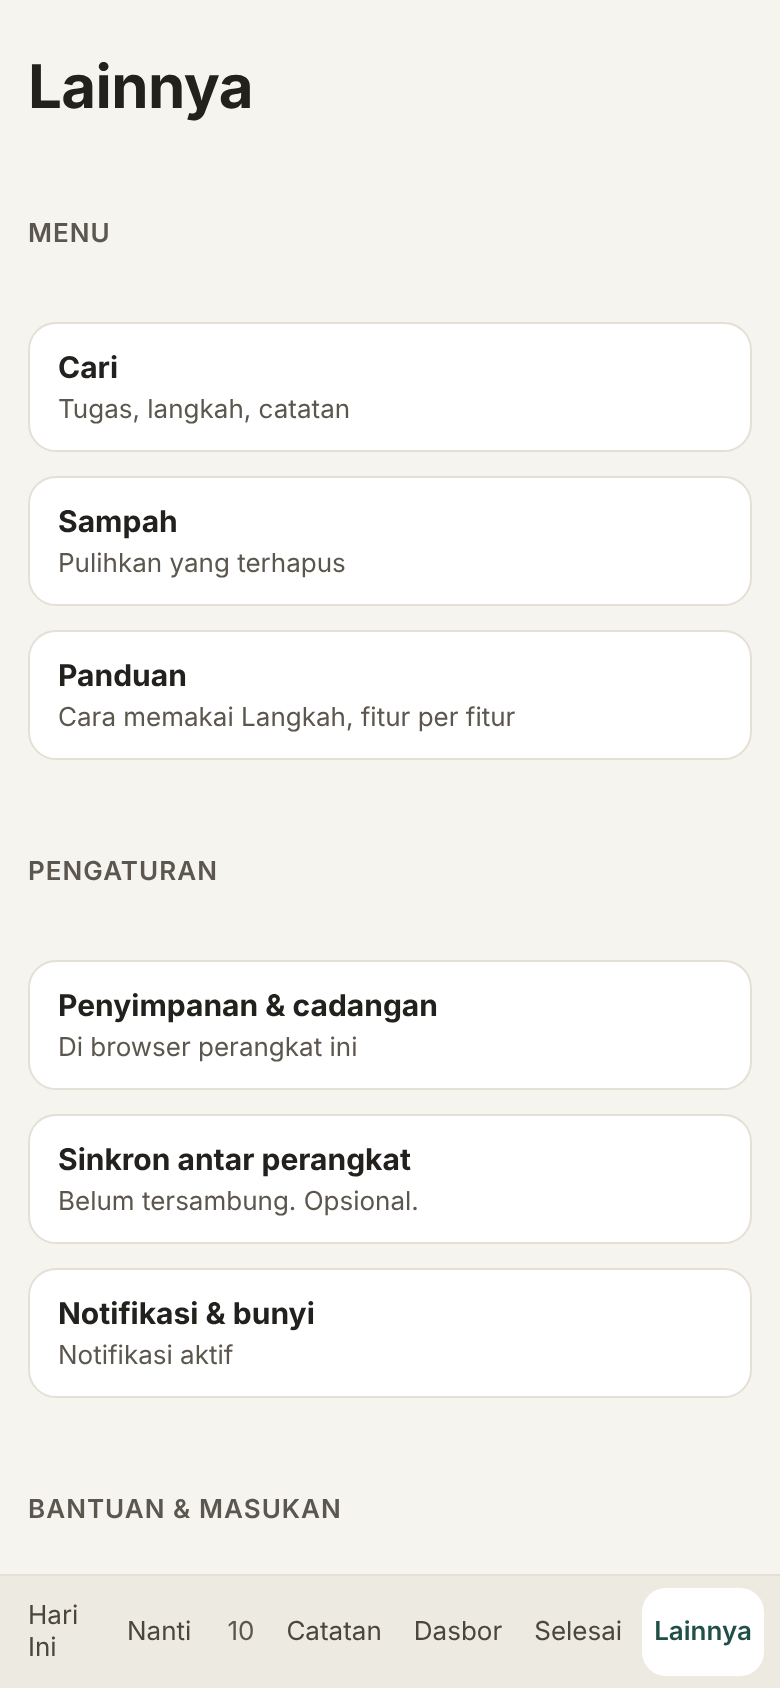 Lainnya
MENU
Cari
Tugas, langkah, catatan
Sampah
Pulihkan yang terhapus
Panduan
Cara memakai Langkah, fitur per fitur
PENGATURAN
Penyimpanan & cadangan
Di browser perangkat ini
Sinkron antar perangkat
Belum tersambung. Opsional.
Notifikasi & bunyi
Notifikasi aktif
BANTUAN & MASUKAN
Hari
Ini
Nanti 10 Catatan Dasbor Selesai Lainnya